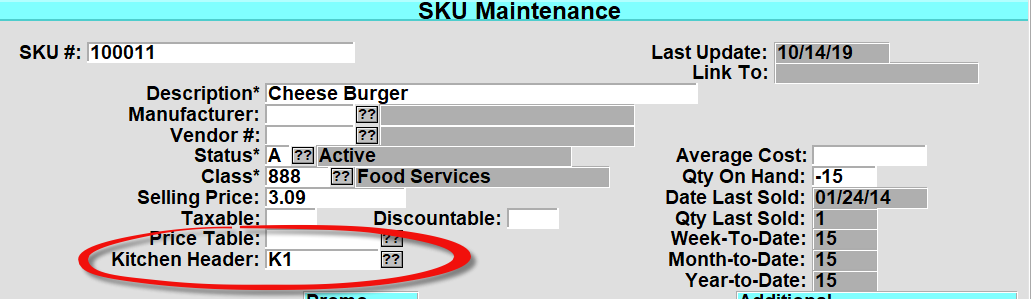 SKU Maintenance
SKU #: 100011
Last Update: 10/14/19
Link To:
Description* Cheese Burger
Manufacturer: ??
Vendor #: ??
Status* A ?? Active
Average Cost:
Class* 888 ?? Food Services
Qty On Hand: -15
Selling Price: 3.09
Date Last Sold: 01/24/14
Taxable: Discountable:
Qty Last Sold: 1
Price Table: ??
Week-To-Date: 15
Kitchen Header: K1 ??
Month-to-Date: 15
Year-to-Date: 15
Promo
Additional